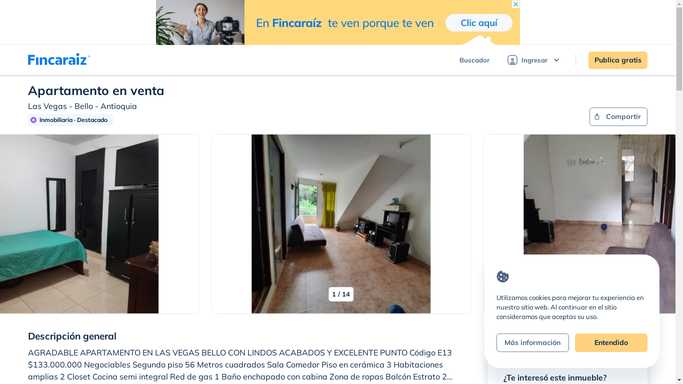 En Fincaraíz te ven porque te ven
Clic aquí
Fincaraiz
Buscador
Ingresar
Publica gratis
Apartamento en venta
Las Vegas - Bello - Antioquia
Inmobiliaria · Destacado
Compartir
1 / 14
Utilizamos cookies para mejorar tu experiencia en
nuestro sitio web. Al continuar en el sitio
consideramos que aceptas su uso.
Más información
Entendido
Descripción general
AGRADABLE APARTAMENTO EN LAS VEGAS BELLO CON LINDOS ACABADOS Y EXCELENTE PUNTO Código E13
$133.000.000 Negociables Segundo piso 56 Metros cuadrados Sala Comedor Piso en cerámica 3 Habitaciones
amplias 2 Closet Cocina semi integral Red de gas 1 Baño enchapado con cabina Zona de ropas Balcón Estrato 2...
¿Te interesó este inmueble?